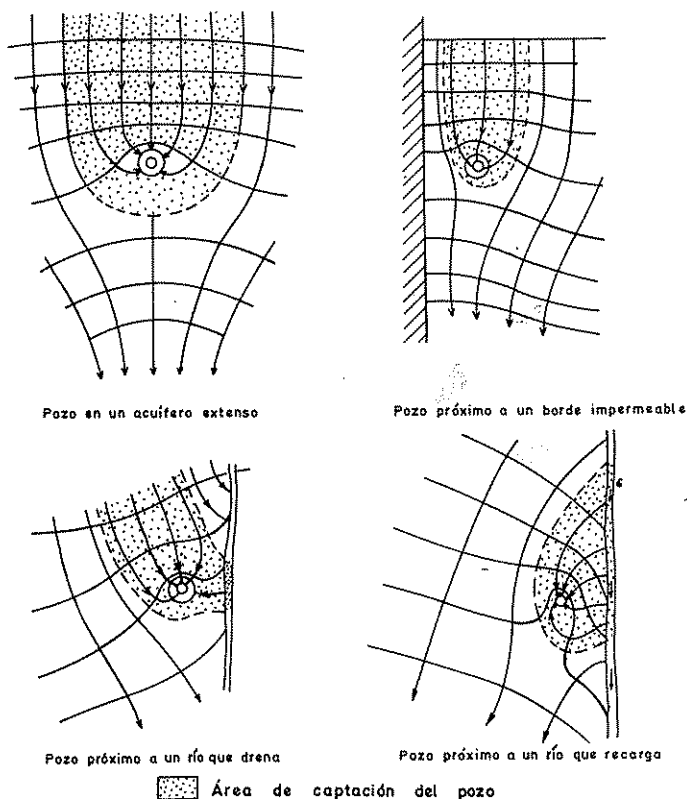 Pozo en un acuífero extenso
Pozo próximo a un borde impermeable
Pozo próximo a un río que drena
Pozo próximo a un río que recarga
Área de captación del pozo